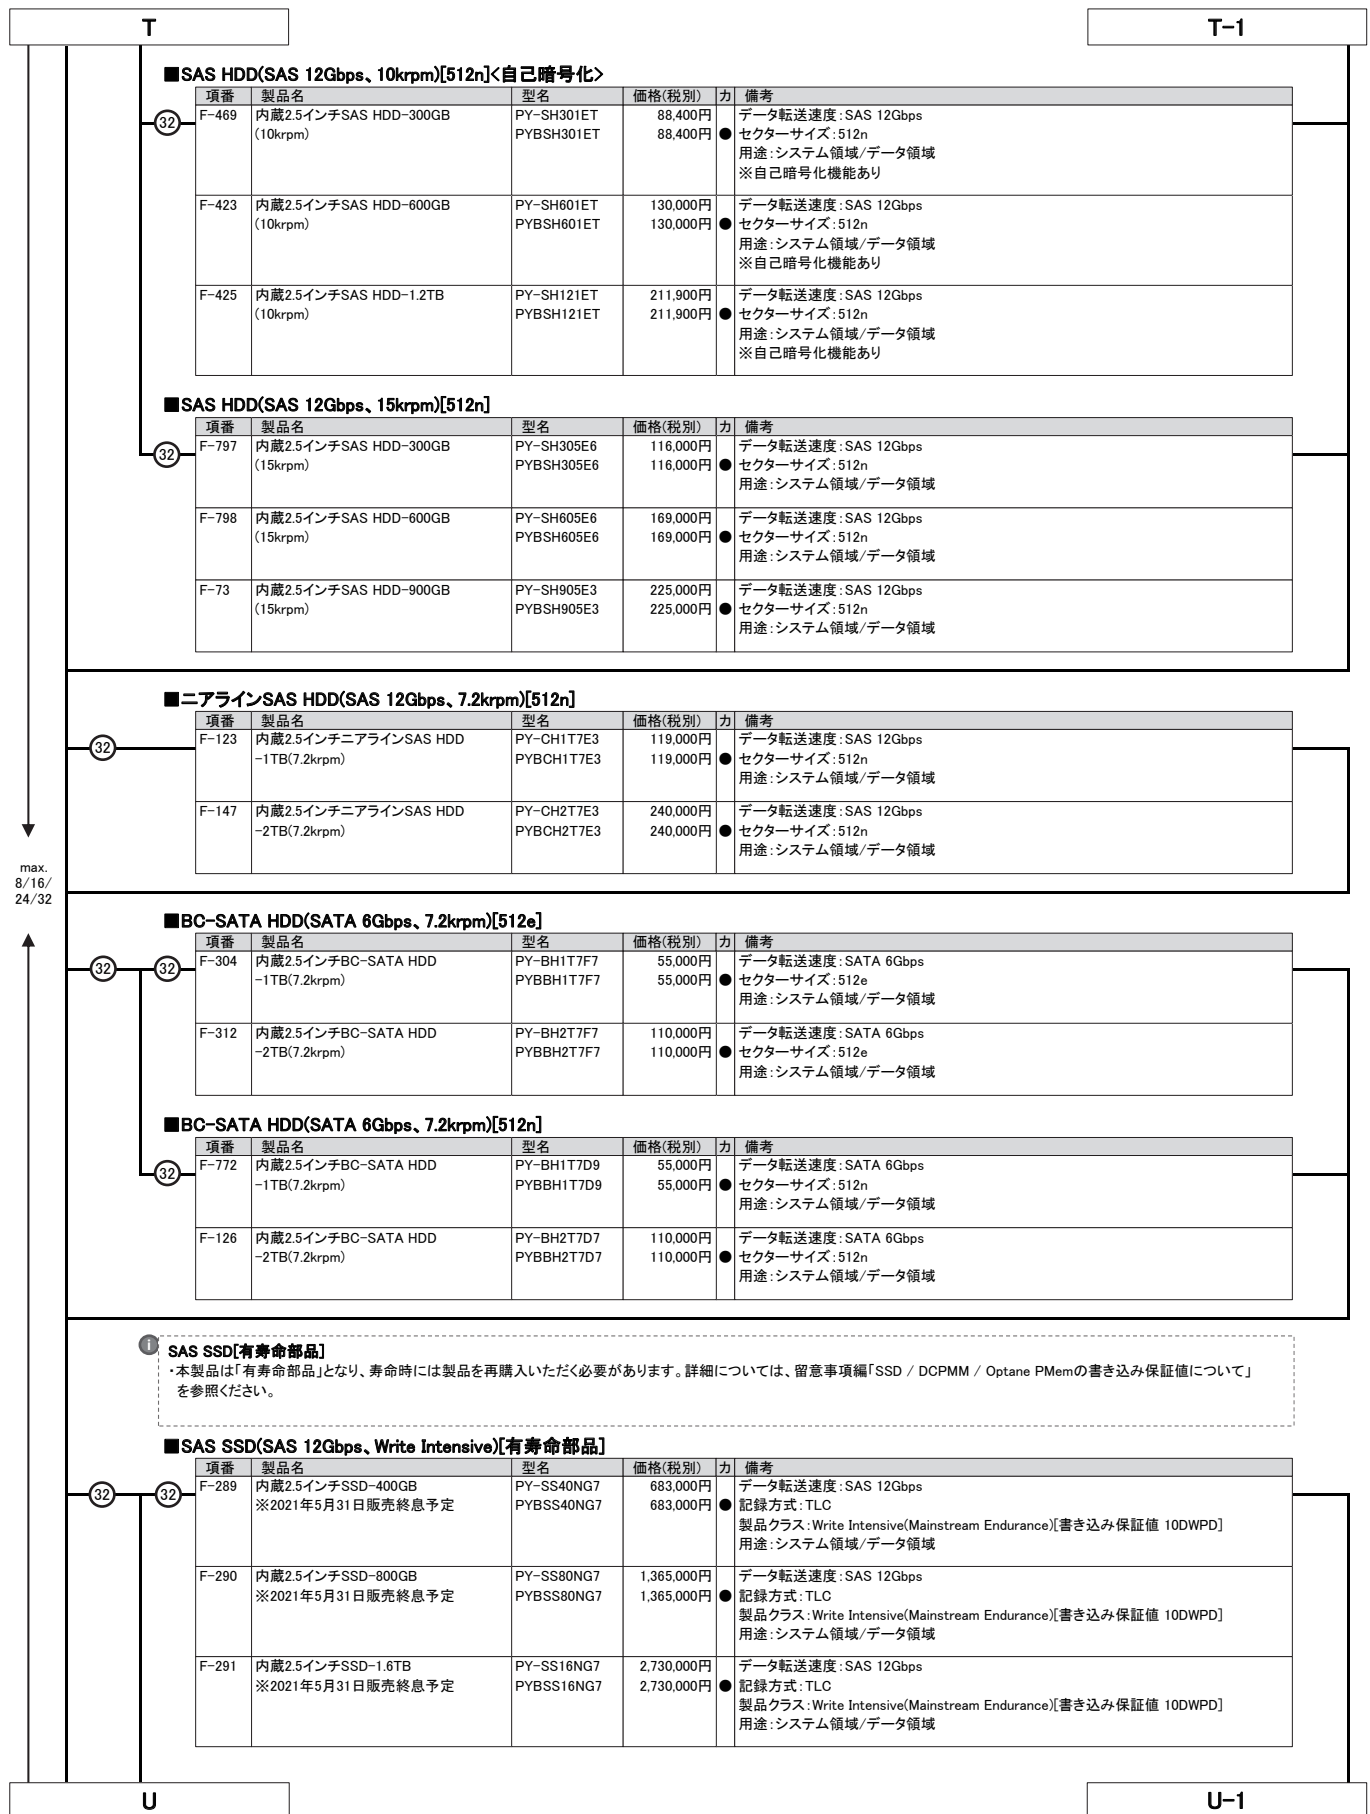 T
T-1
■SAS HDD(SAS 12Gbps、10krpm)[512n]<自己暗号化>
項番 製品名 型名 価格(税別) カ 備考
32
F-469 内蔵2.5インチSAS HDD-300GB PY-SH301ET 88,400円 データ転送速度:SAS 12Gbps
(10krpm) PYBSH301ET 88,400円 ● セクターサイズ:512n
用途:システム領域/データ領域
※自己暗号化機能あり
F-423 内蔵2.5インチSAS HDD-600GB PY-SH601ET 130,000円 データ転送速度:SAS 12Gbps
(10krpm) PYBSH601ET 130,000円 ● セクターサイズ:512n
用途:システム領域/データ領域
※自己暗号化機能あり
F-425 内蔵2.5インチSAS HDD-1.2TB PY-SH121ET 211,900円 データ転送速度:SAS 12Gbps
(10krpm) PYBSH121ET 211,900円 ● セクターサイズ:512n
用途:システム領域/データ領域
※自己暗号化機能あり
■SAS HDD(SAS 12Gbps、15krpm)[512n]
項番 製品名 型名 価格(税別) カ 備考
32
F-797 内蔵2.5インチSAS HDD-300GB PY-SH305E6 116,000円 データ転送速度:SAS 12Gbps
(15krpm) PYBSH305E6 116,000円 ● セクターサイズ:512n
用途:システム領域/データ領域
F-798 内蔵2.5インチSAS HDD-600GB PY-SH605E6 169,000円 データ転送速度:SAS 12Gbps
(15krpm) PYBSH605E6 169,000円 ● セクターサイズ:512n
用途:システム領域/データ領域
F-73 内蔵2.5インチSAS HDD-900GB PY-SH905E3 225,000円 データ転送速度:SAS 12Gbps
(15krpm) PYBSH905E3 225,000円 ● セクターサイズ:512n
用途:システム領域/データ領域
■ニアラインSAS HDD(SAS 12Gbps、7.2krpm)[512n]
項番 製品名 型名 価格(税別) カ 備考
32
F-123 内蔵2.5インチニアラインSAS HDD PY-CH1T7E3 119,000円 データ転送速度:SAS 12Gbps
-1TB(7.2krpm) PYBCH1T7E3 119,000円 ● セクターサイズ:512n
用途:システム領域/データ領域
F-147 内蔵2.5インチニアラインSAS HDD PY-CH2T7E3 240,000円 データ転送速度:SAS 12Gbps
-2TB(7.2krpm) PYBCH2T7E3 240,000円 ● セクターサイズ:512n
用途:システム領域/データ領域
max.
8/16/
24/32
■BC-SATA HDD(SATA 6Gbps、7.2krpm)[512e]
項番 製品名 型名 価格(税別) カ 備考
32 32
F-304 内蔵2.5インチBC-SATA HDD PY-BH1T7F7 55,000円 データ転送速度:SATA 6Gbps
-1TB(7.2krpm) PYBBH1T7F7 55,000円 ● セクターサイズ:512e
用途:システム領域/データ領域
F-312 内蔵2.5インチBC-SATA HDD PY-BH2T7F7 110,000円 データ転送速度:SATA 6Gbps
-2TB(7.2krpm) PYBBH2T7F7 110,000円 ● セクターサイズ:512e
用途:システム領域/データ領域
■BC-SATA HDD(SATA 6Gbps、7.2krpm)[512n]
項番 製品名 型名 価格(税別) カ 備考
32
F-772 内蔵2.5インチBC-SATA HDD PY-BH1T7D9 55,000円 データ転送速度:SATA 6Gbps
-1TB(7.2krpm) PYBBH1T7D9 55,000円 ● セクターサイズ:512n
用途:システム領域/データ領域
F-126 内蔵2.5インチBC-SATA HDD PY-BH2T7D7 110,000円 データ転送速度:SATA 6Gbps
-2TB(7.2krpm) PYBBH2T7D7 110,000円 ● セクターサイズ:512n
用途:システム領域/データ領域
i
SAS SSD[有寿命部品]
・本製品は「有寿命部品」となり、寿命時には製品を再購入いただく必要があります。詳細については、留意事項編「SSD / DCPMM / Optane PMemの書き込み保証値について」
を参照ください。
■SAS SSD(SAS 12Gbps、Write Intensive)[有寿命部品]
項番 製品名 型名 価格(税別) カ 備考
32 32
F-289 内蔵2.5インチSSD-400GB PY-SS40NG7 683,000円 データ転送速度:SAS 12Gbps
※2021年5月31日販売終息予定 PYBSS40NG7 683,000円 ● 記録方式:TLC
製品クラス:Write Intensive(Mainstream Endurance)[書き込み保証値 10DWPD]
用途:システム領域/データ領域
F-290 内蔵2.5インチSSD-800GB PY-SS80NG7 1,365,000円 データ転送速度:SAS 12Gbps
※2021年5月31日販売終息予定 PYBSS80NG7 1,365,000円 ● 記録方式:TLC
製品クラス:Write Intensive(Mainstream Endurance)[書き込み保証値 10DWPD]
用途:システム領域/データ領域
F-291 内蔵2.5インチSSD-1.6TB PY-SS16NG7 2,730,000円 データ転送速度:SAS 12Gbps
※2021年5月31日販売終息予定 PYBSS16NG7 2,730,000円 ● 記録方式:TLC
製品クラス:Write Intensive(Mainstream Endurance)[書き込み保証値 10DWPD]
用途:システム領域/データ領域
U
U-1